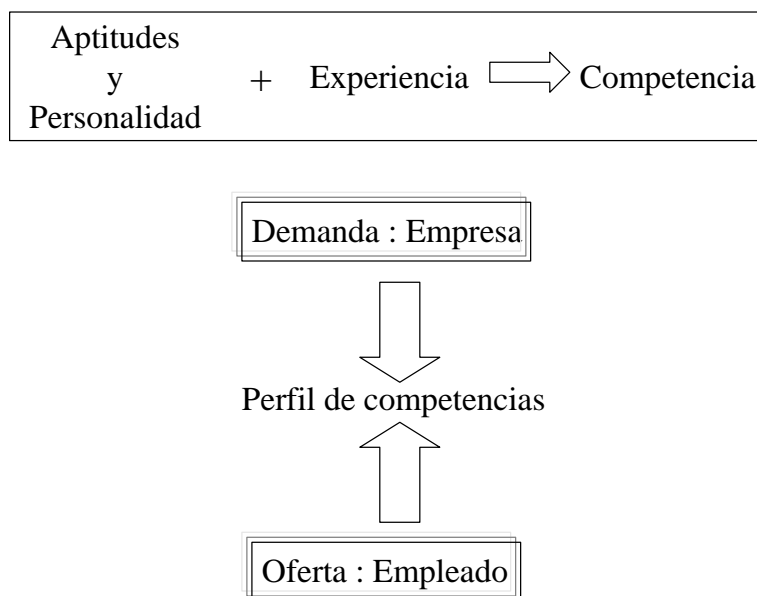 Aptitudes
y
Personalidad
+ Experiencia Competencia
Demanda : Empresa
Perfil de competencias
Oferta : Empleado